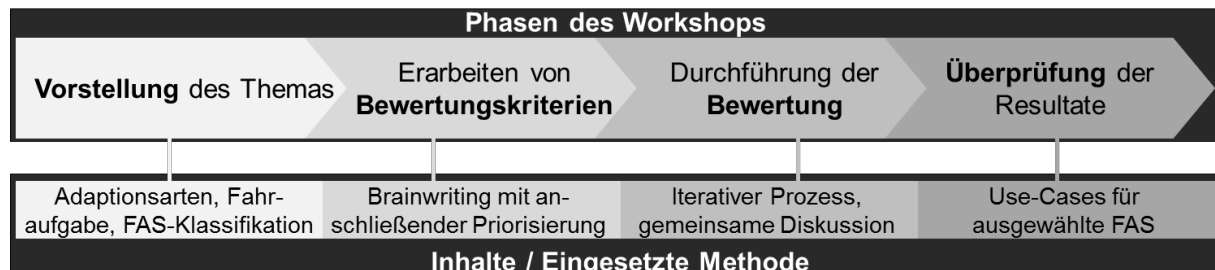 Phasen des Workshops
Vorstellung des Themas
Erarbeiten von
Bewertungskriterien
Durchführung der
Bewertung
Überprüfung der
Resultate
Adaptionsarten, Fahr-
aufgabe, FAS-Klassifikation
Brainwriting mit an-
schließender Priorisierung
Iterativer Prozess,
gemeinsame Diskussion
Use-Cases für
ausgewählte FAS
Inhalte / Eingesetzte Methode